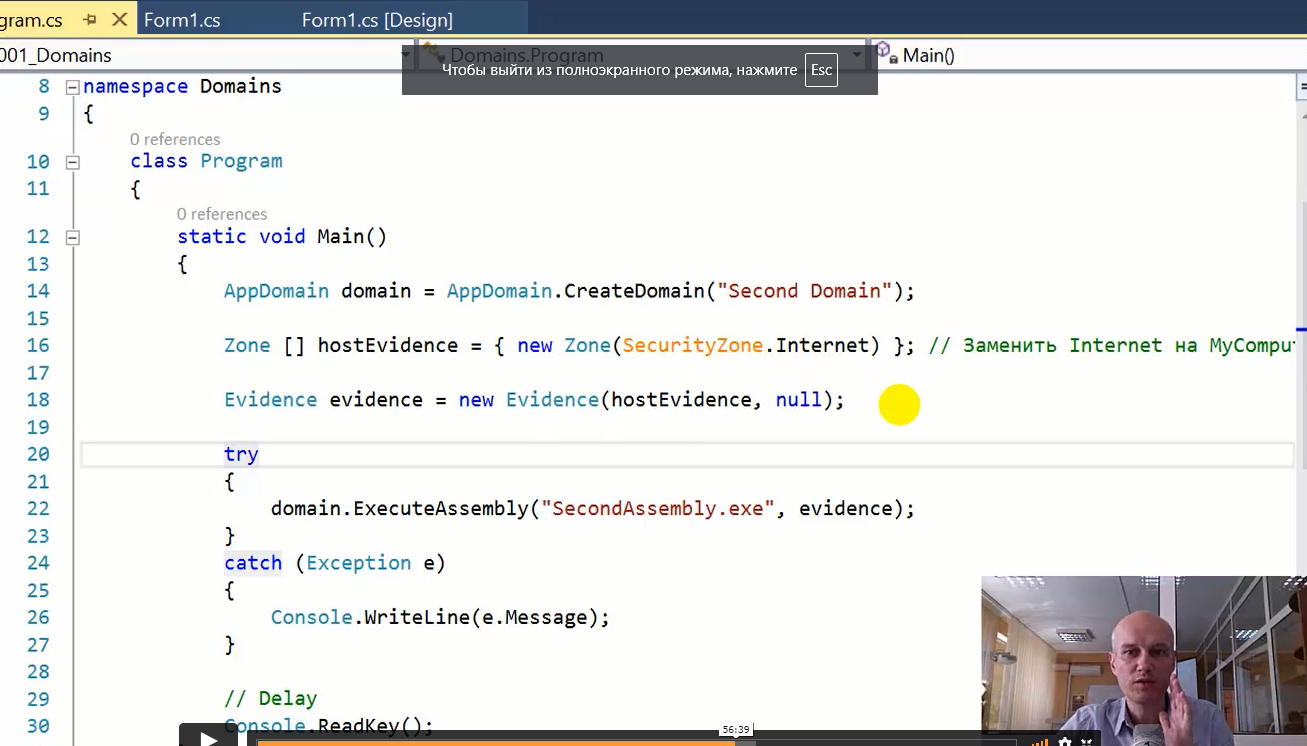 gram.cs Form1.cs Form1.cs [Design]
001_Domains Domains.Program Main()
Чтобы выйти из полноэкранного режима, нажмите Esc
8 namespace Domains
9 {
0 references
10 class Program
11 {
0 references
12 static void Main()
13 {
14 AppDomain domain = AppDomain.CreateDomain("Second Domain");
15
16 Zone [] hostEvidence = { new Zone(SecurityZone.Internet) }; // Заменить Internet на MyCompu
17
18 Evidence evidence = new Evidence(hostEvidence, null);
19
20 try
21 {
22 domain.ExecuteAssembly("SecondAssembly.exe", evidence);
23 }
24 catch (Exception e)
25 {
26 Console.WriteLine(e.Message);
27 }
28
29 // Delay
30 Console.ReadKey();
56:39